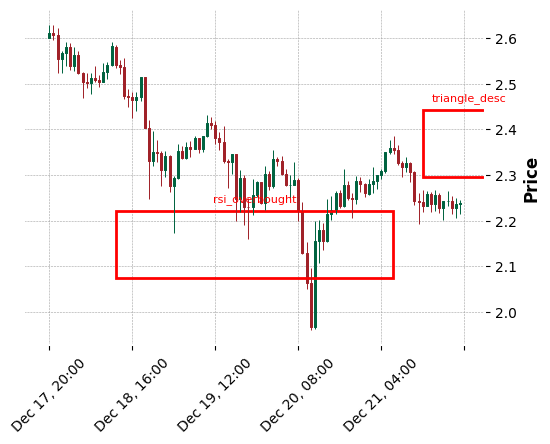 2.6
2.5
triangle_desc
2.4
2.3
rsi_overbought
2.2
2.1
2.0
Price
Dec 17, 20:00
Dec 18, 16:00
Dec 19, 12:00
Dec 20, 08:00
Dec 21, 04:00